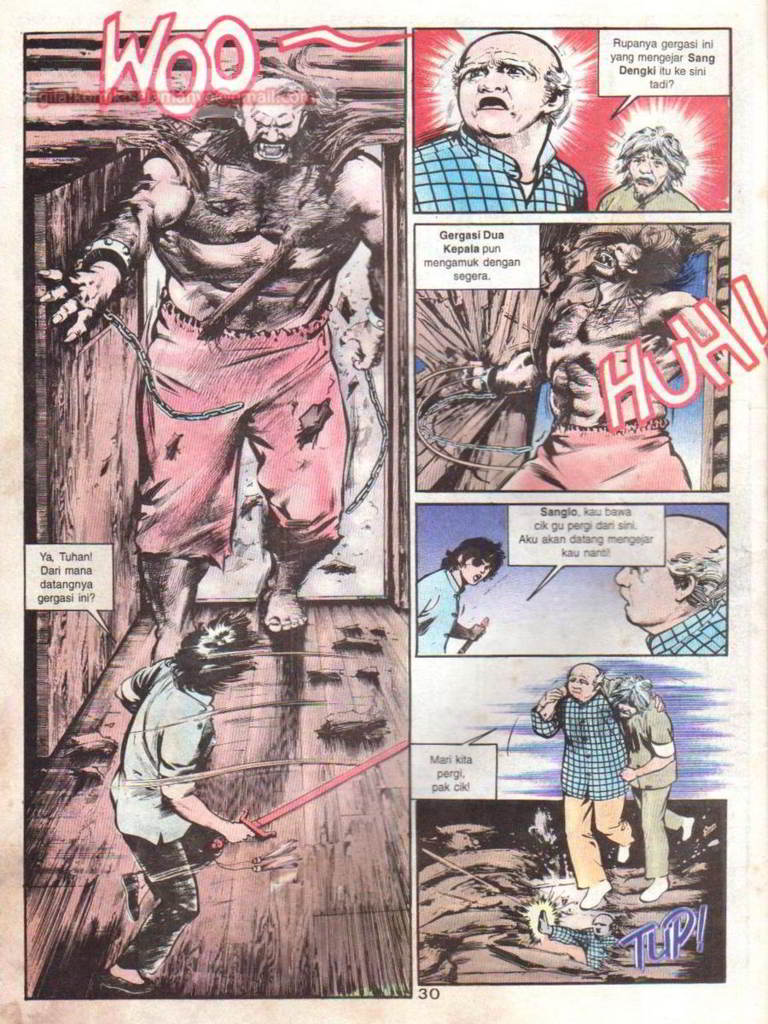 WOO
Ya, Tuhan!
Dari mana
datangnya
gergasi ini?
Rupanya gergasi ini
yang mengejar Sang
Dengki itu ke sini
tadi?
Gergasi Dua
Kepala pun
mengamuk dengan
segera.
HUH!
Sanglo, kau bawa
cik gu pergi dari sini.
Aku akan datang mengejar
kau nanti!
Mari kita
pergi,
pak cik!
TUP!
30